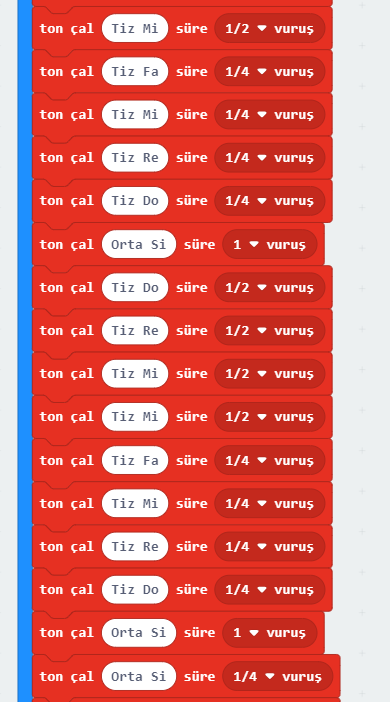 ton çal Tiz Mi süre 1/2 vuruş
ton çal Tiz Fa süre 1/4 vuruş
ton çal Tiz Mi süre 1/4 vuruş
ton çal Tiz Re süre 1/4 vuruş
ton çal Tiz Do süre 1/4 vuruş
ton çal Orta Si süre 1 vuruş
ton çal Tiz Do süre 1/2 vuruş
ton çal Tiz Re süre 1/2 vuruş
ton çal Tiz Mi süre 1/2 vuruş
ton çal Tiz Mi süre 1/2 vuruş
ton çal Tiz Fa süre 1/4 vuruş
ton çal Tiz Mi süre 1/4 vuruş
ton çal Tiz Re süre 1/4 vuruş
ton çal Tiz Do süre 1/4 vuruş
ton çal Orta Si süre 1 vuruş
ton çal Orta Si süre 1/4 vuruş